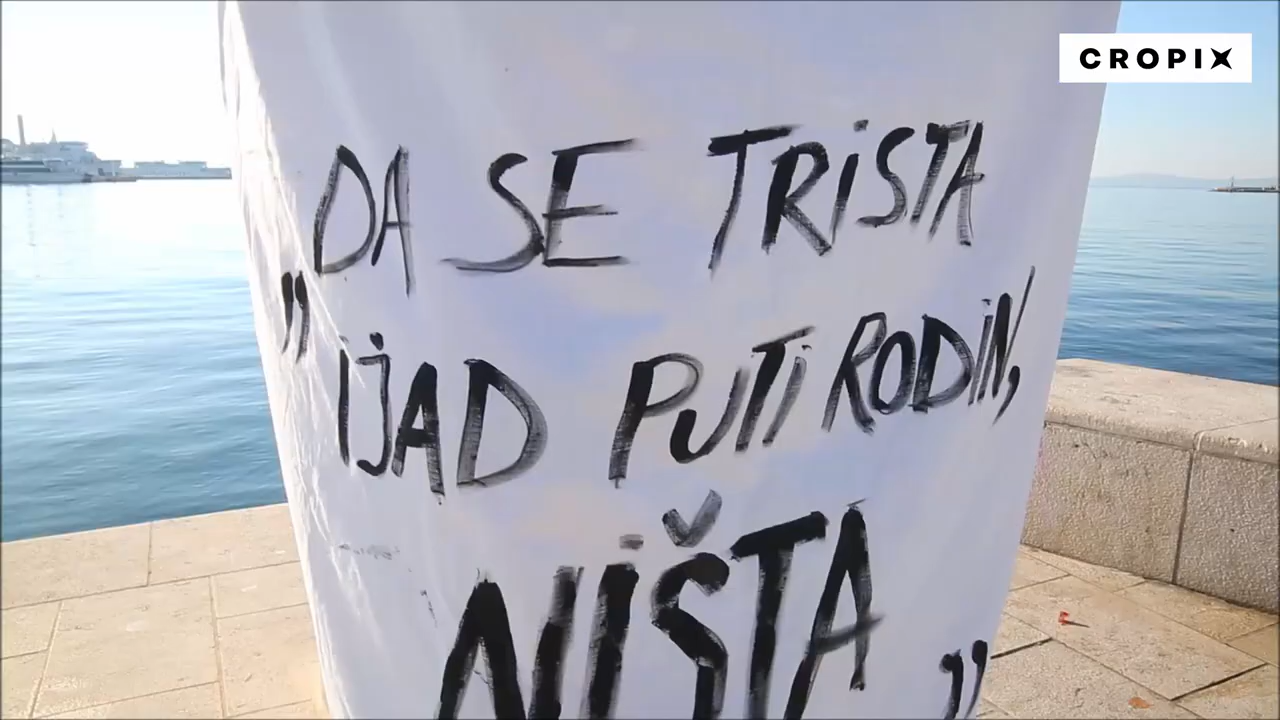 CROPIX
DA SE TRiSTA
"iJAD PUTi RODiN,
NiŠTA"